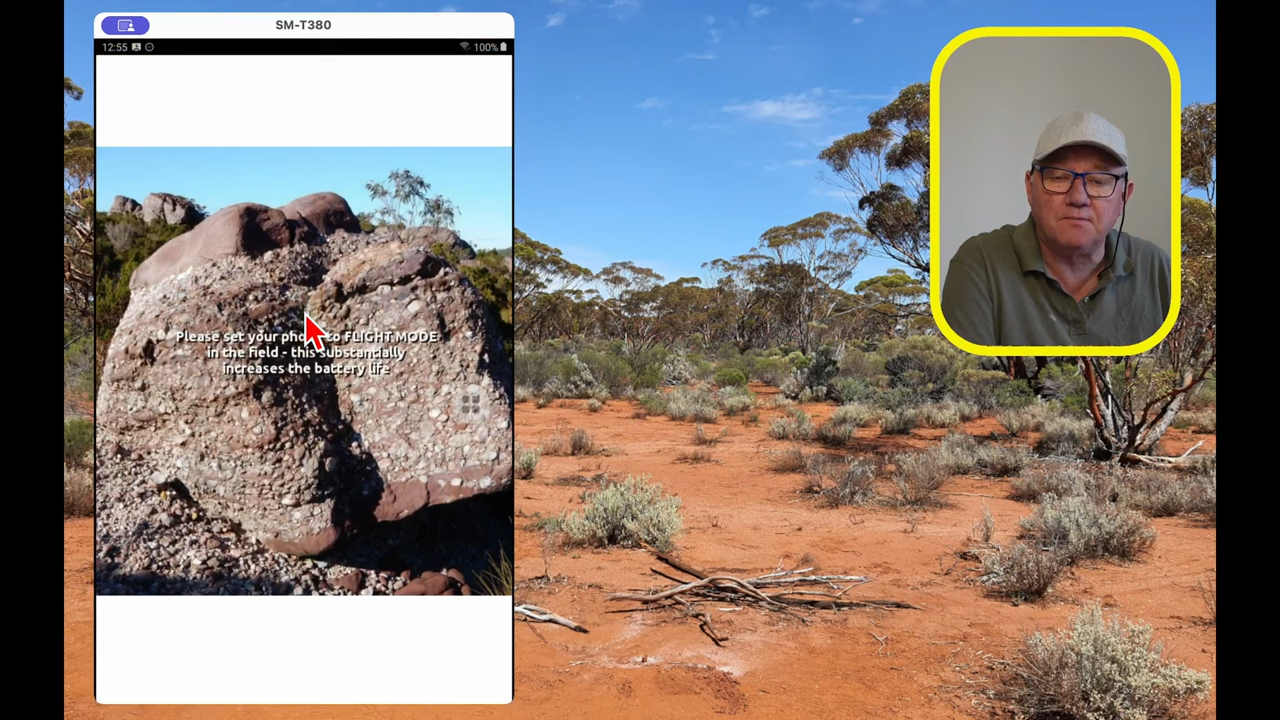 SM-T380
12:55
100%
Please set your phone to FLIGHT MODE
in the field - this substantially
increases the battery life